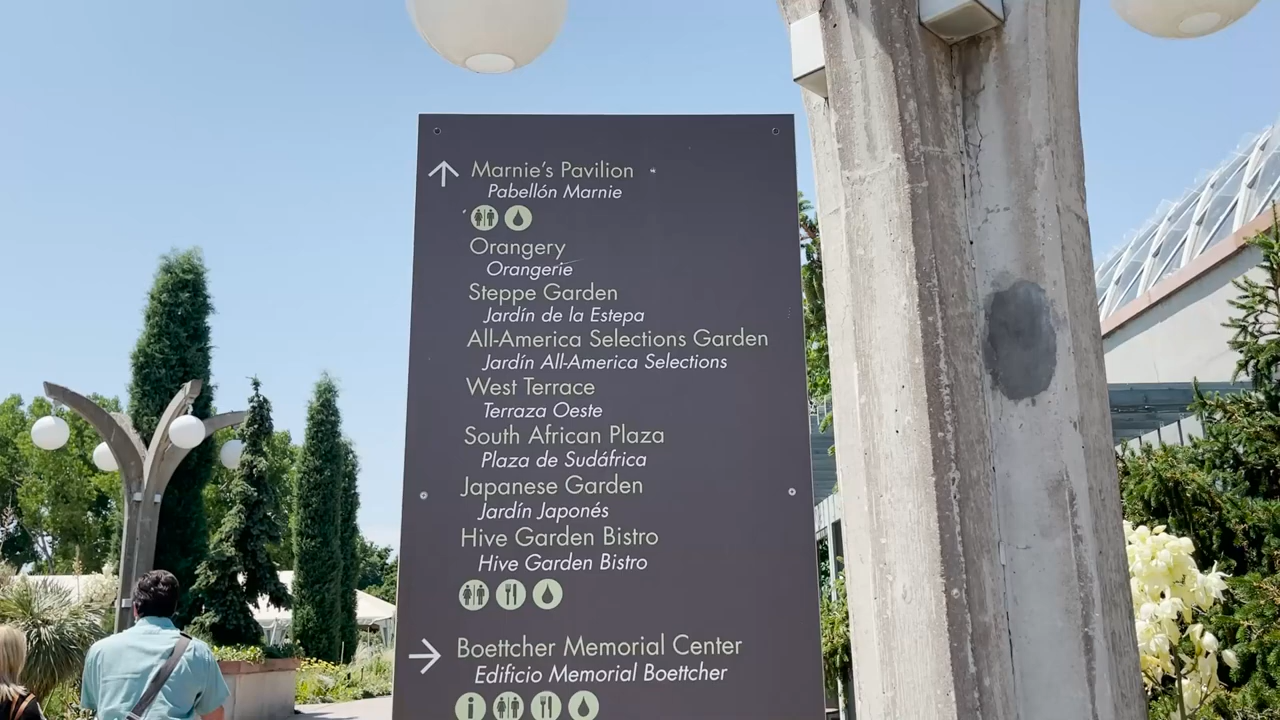 Marnie's Pavilion
Pabellón Marnie
Orangery
Orangerie
Steppe Garden
Jardín de la Estepa
All-America Selections Garden
Jardín All-America Selections
West Terrace
Terraza Oeste
South African Plaza
Plaza de Sudáfrica
Japanese Garden
Jardín Japonés
Hive Garden Bistro
Hive Garden Bistro
Boettcher Memorial Center
Edificio Memorial Boettcher